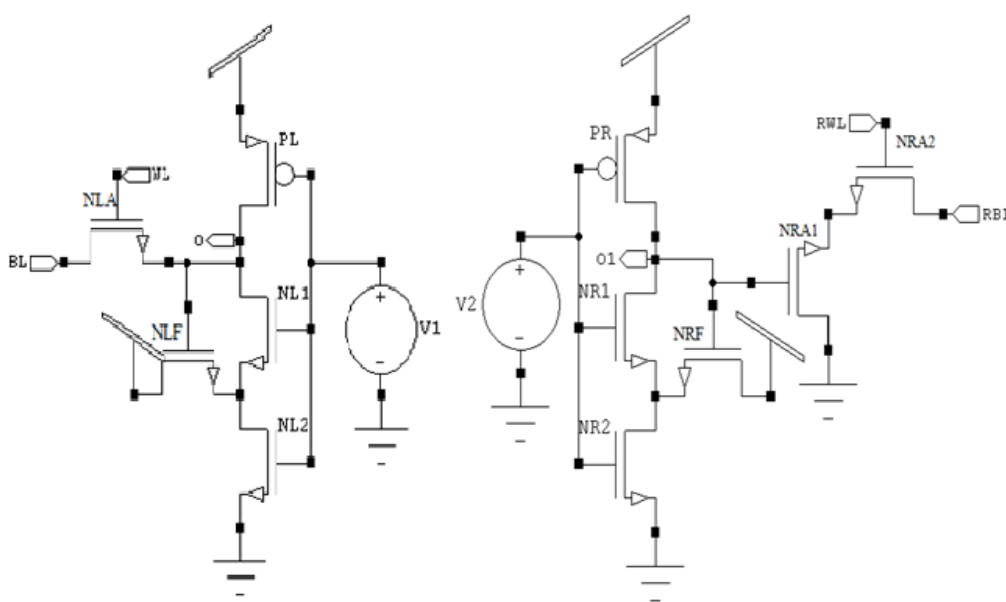 PL
WL
NLA
O
BL
NL1
NLF
V1
NL2
PR
RWL
NRA2
RBL
NRA1
O1
V2
NR1
NRF
NR2